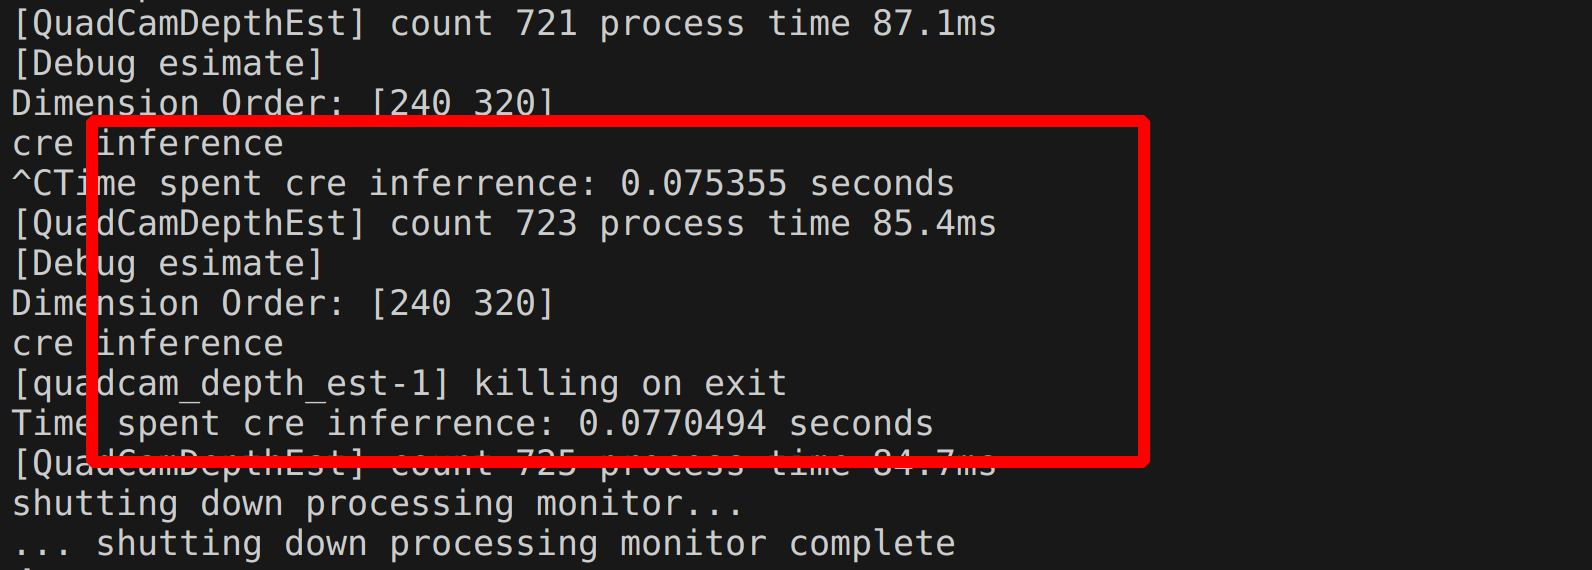 [QuadCamDepthEst] count 721 process time 87.1ms
[Debug esimate]
Dimension Order: [240 320]
cre inference
^CTime spent cre inferrence: 0.075355 seconds
[QuadCamDepthEst] count 723 process time 85.4ms
[Debug esimate]
Dimension Order: [240 320]
cre inference
[quadcam_depth_est-1] killing on exit
Time spent cre inferrence: 0.0770494 seconds
[QuadCamDepthEst] count 725 process time 84.7ms
shutting down processing monitor...
... shutting down processing monitor complete